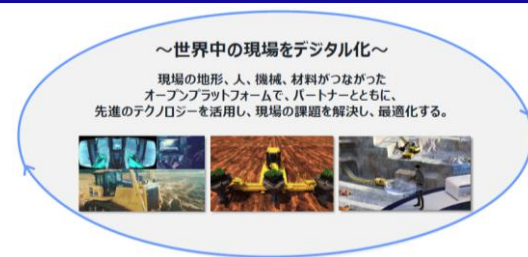 ～世界中の現場をデジタル化～
現場の地形、人、機械、材料がつながった
オープンプラットフォームで、パートナーとともに、
先進のテクノロジーを活用し、現場の課題を解決し、最適化する。